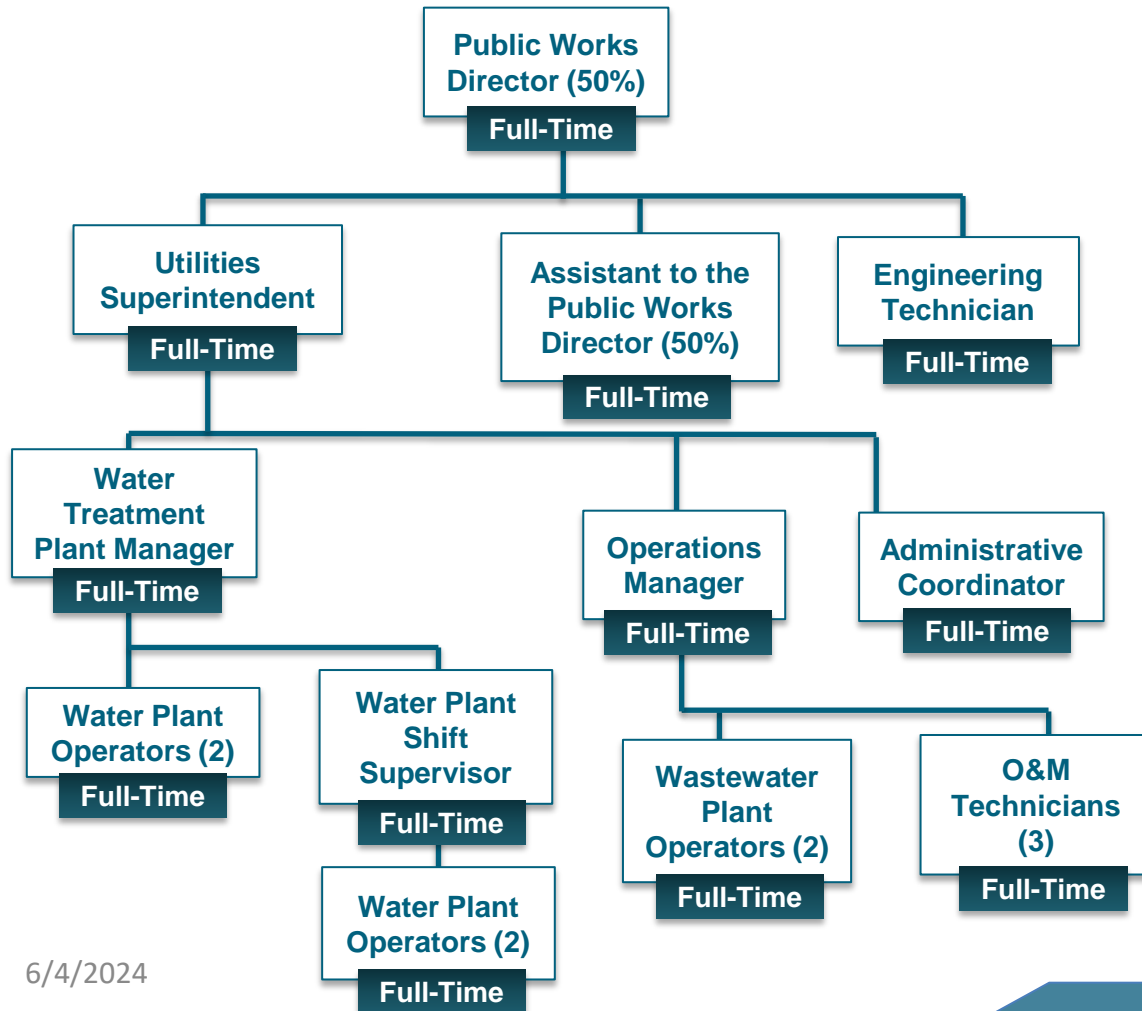 Public Works
Director (50%)
Full-Time
Utilities
Superintendent
Full-Time
Assistant to the
Public Works
Director (50%)
Full-Time
Engineering
Technician
Full-Time
Water
Treatment
Plant Manager
Full-Time
Operations
Manager
Full-Time
Administrative
Coordinator
Full-Time
Water Plant
Operators (2)
Full-Time
Water Plant
Shift
Supervisor
Full-Time
Water Plant
Operators (2)
Full-Time
Wastewater
Plant
Operators (2)
Full-Time
O&M
Technicians
(3)
Full-Time
6/4/2024